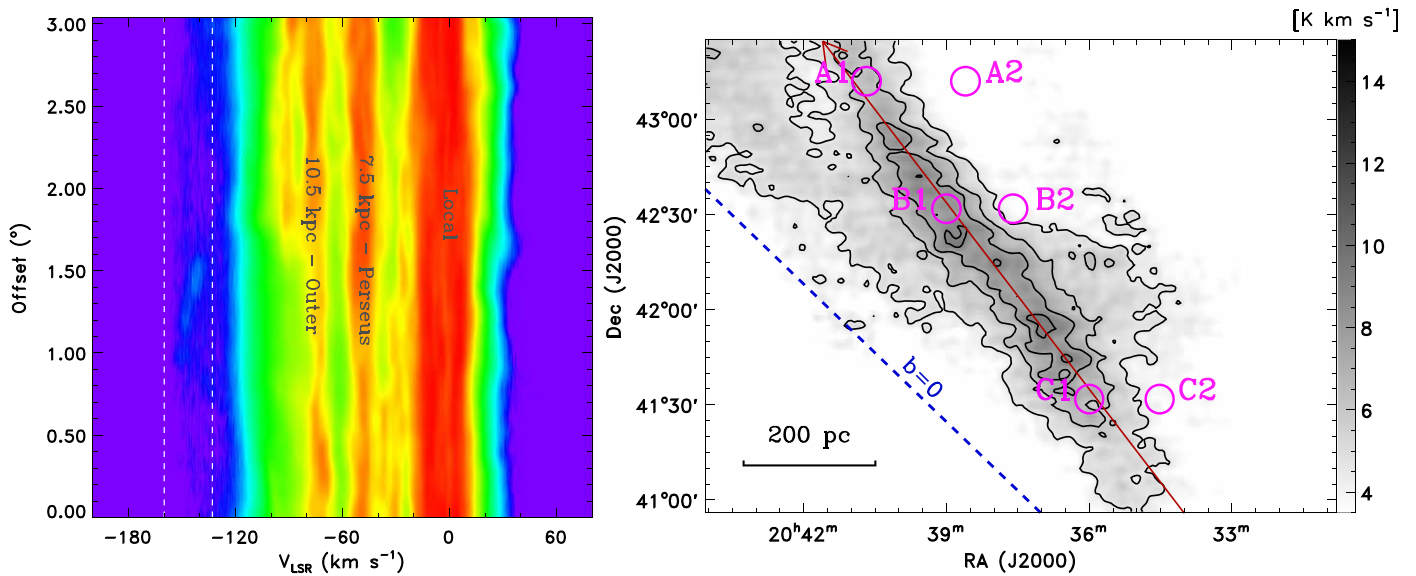 3.00
2.50
2.00
1.50
1.00
0.50
0.00
Offset (°)
-180
-120
-60
0
60
V_LSR (km s⁻¹)
10.5 kpc - Outer
7.5 kpc - Perseus
Local
[K km s⁻¹]
14
12
10
8
6
4
43°00'
42°30'
42°00'
41°30'
41°00'
Dec (J2000)
A1
A2
B1
B2
C1
C2
b=0
200 pc
20ʰ42ᵐ
39ᵐ
36ᵐ
33ᵐ
RA (J2000)